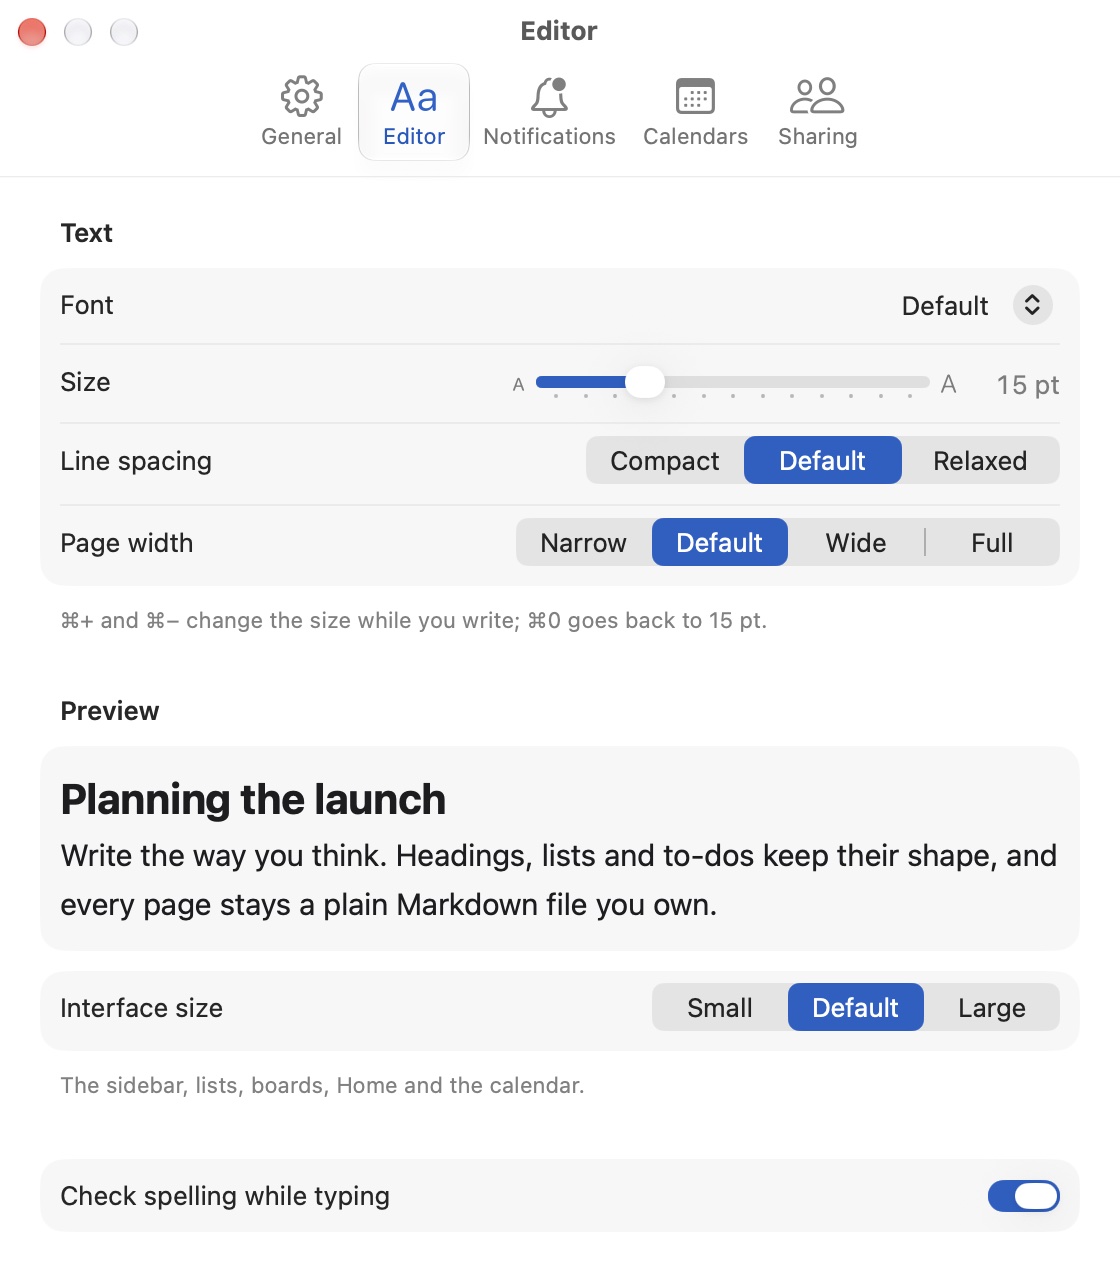 Editor
Aa
General
Editor
Notifications
Calendars
Sharing
Text
Font
Default
Size
A
A
15 pt
Line spacing
Compact
Default
Relaxed
Page width
Narrow
Default
Wide
Full
⌘+ and ⌘– change the size while you write; ⌘0 goes back to 15 pt.
Preview
Planning the launch
Write the way you think. Headings, lists and to-dos keep their shape, and
every page stays a plain Markdown file you own.
Interface size
Small
Default
Large
The sidebar, lists, boards, Home and the calendar.
Check spelling while typing